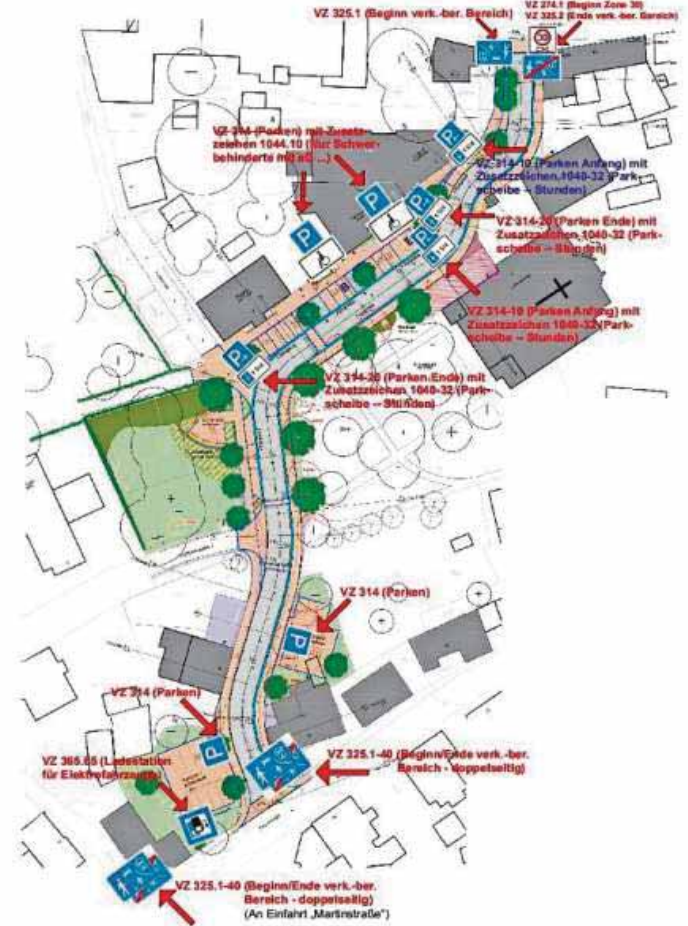 VZ 325.1 (Beginn verk.-ber. Bereich)
VZ 274.1 (Beginn Zone 30)
VZ 325.2 (Ende verk.-ber. Bereich)
VZ 314 (Parken) mit Zusatz-
zeichen 1044.10 (Nur Schwer-
behinderte mit
VZ 314-10 (Parken Anfang) mit
Zusatzzeichen 1040-32 (Park-
scheibe – Stunden)
VZ 314-20 (Parken Ende) mit
Zusatzzeichen 1040-32 (Park-
scheibe – Stunden)
VZ 314-10 (Parken Anfang) mit
Zusatzzeichen 1040-32 (Park-
scheibe – Stunden)
VZ 314-20 (Parken Ende) mit
Zusatzzeichen 1040-32 (Park-
scheibe – Stunden)
VZ 314 (Parken)
VZ 314 (Parken)
VZ 365.65 (Ladestation
für Elektrofahrzeuge)
VZ 325.1-40 (Beginn/Ende verk.-ber.
Bereich - doppelseitig)
VZ 325.1-40 (Beginn/Ende verk.-ber.
Bereich - doppelseitig)
(An Einfahrt „Martinstraße")